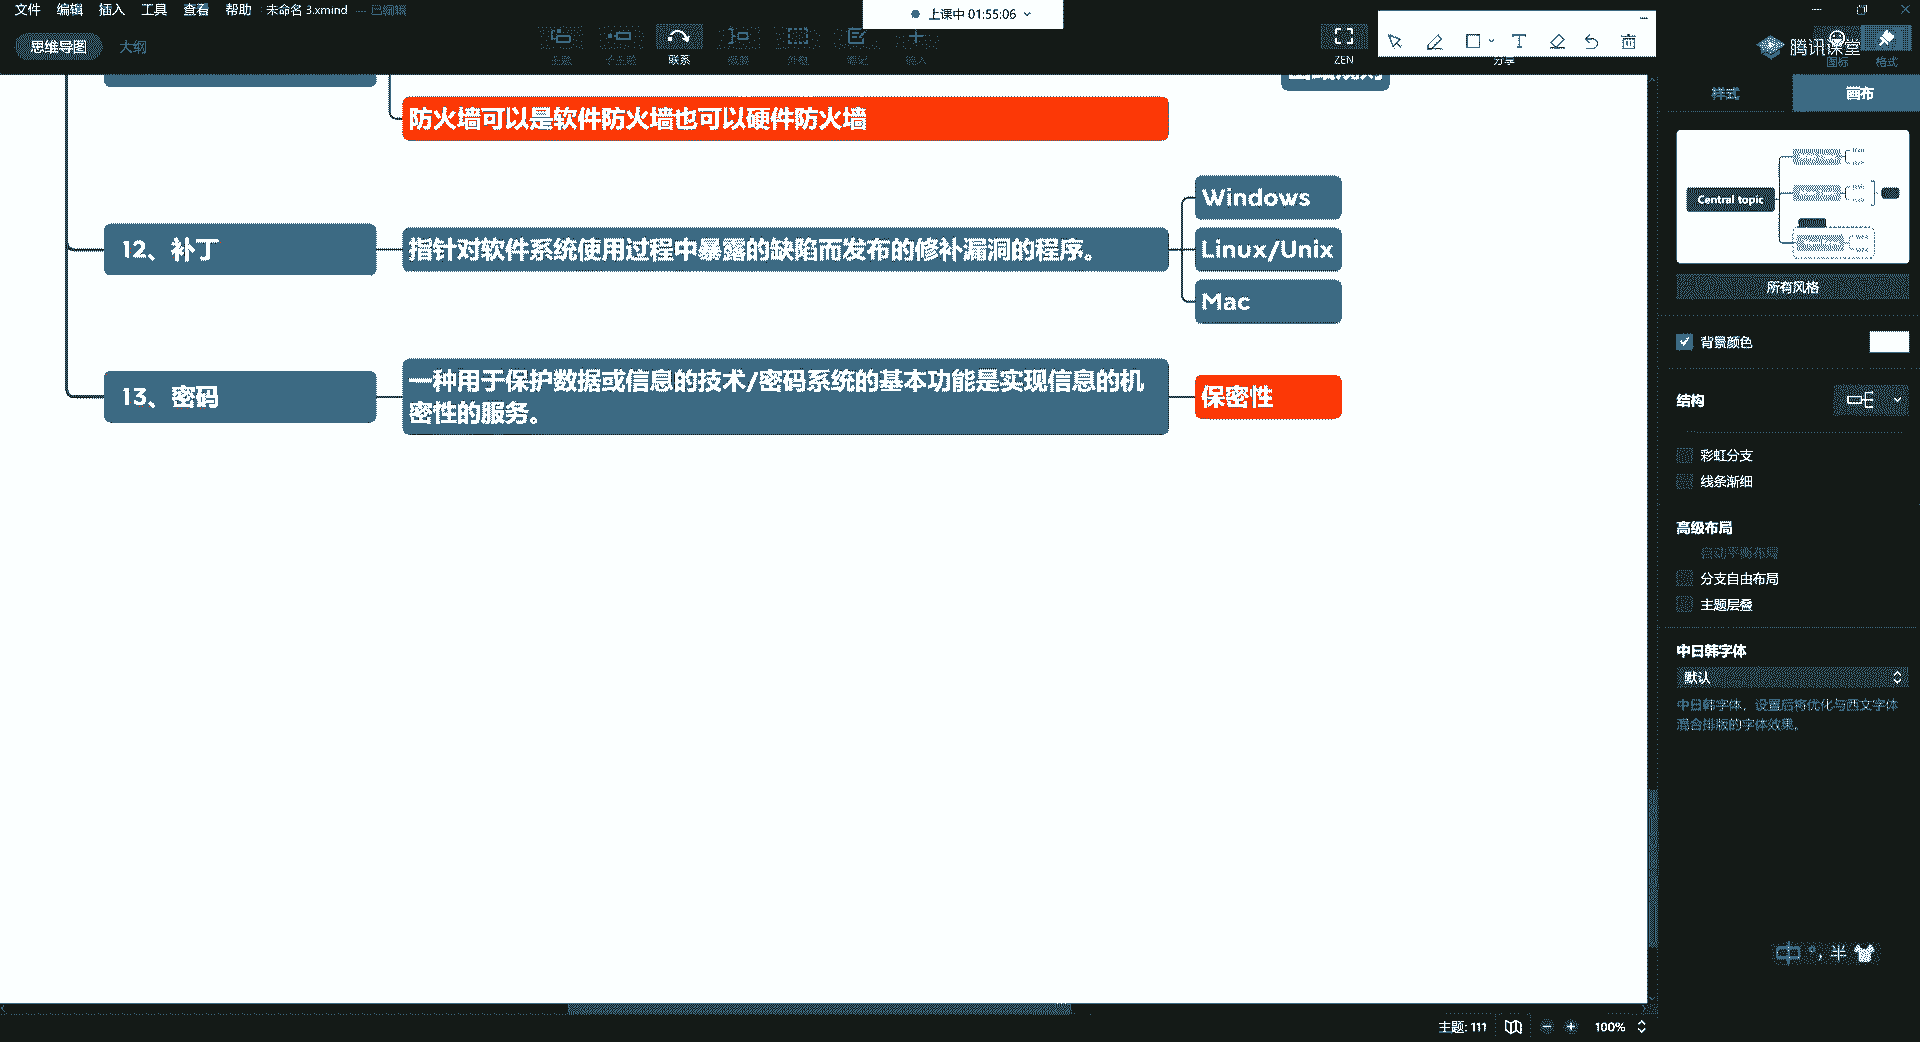 文件 编辑 插入 工具 查看 帮助 未命名 3.xmind — 已编辑
上课中 01:55:06
思维导图 大纲
主题 子主题 联系 概要 外框 笔记 插入
ZEN 分享
腾讯课堂
图标 格式
防火墙可以是软件防火墙也可以硬件防火墙
12、补丁
指针对软件系统使用过程中暴露的缺陷而发布的修补漏洞的程序。
Windows
Linux/Unix
Mac
13、密码
一种用于保护数据或信息的技术/密码系统的基本功能是实现信息的机
密性的服务。
保密性
样式 画布
Central topic
所有风格
背景颜色
结构
彩虹分支
线条渐细
高级布局
自动平衡布局
分支自由布局
主题层叠
中日韩字体
默认
中日韩字体，设置后将优化与西文字体
混合排版的字体效果。
中 °, 半
主题: 111 100%